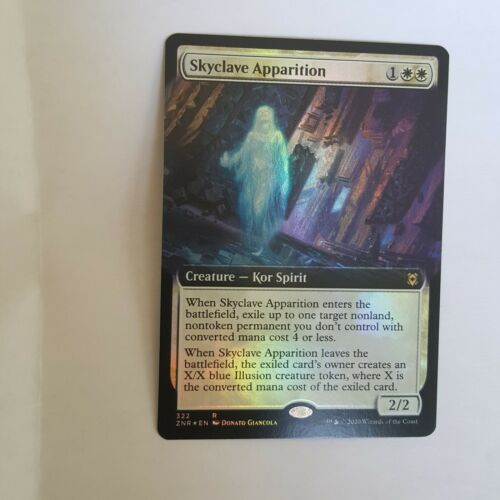 Skyclave Apparition 1
Creature — Kor Spirit
When Skyclave Apparition enters the
battlefield, exile up to one target nonland,
nontoken permanent you don't control with
converted mana cost 4 or less.
When Skyclave Apparition leaves the
battlefield, the exiled card's owner creates an
X/X blue Illusion creature token, where X is
the converted mana cost of the exiled card.
2/2
322 R
ZNR★EN Donato Giancola
™ & © 2020 Wizards of the Coast